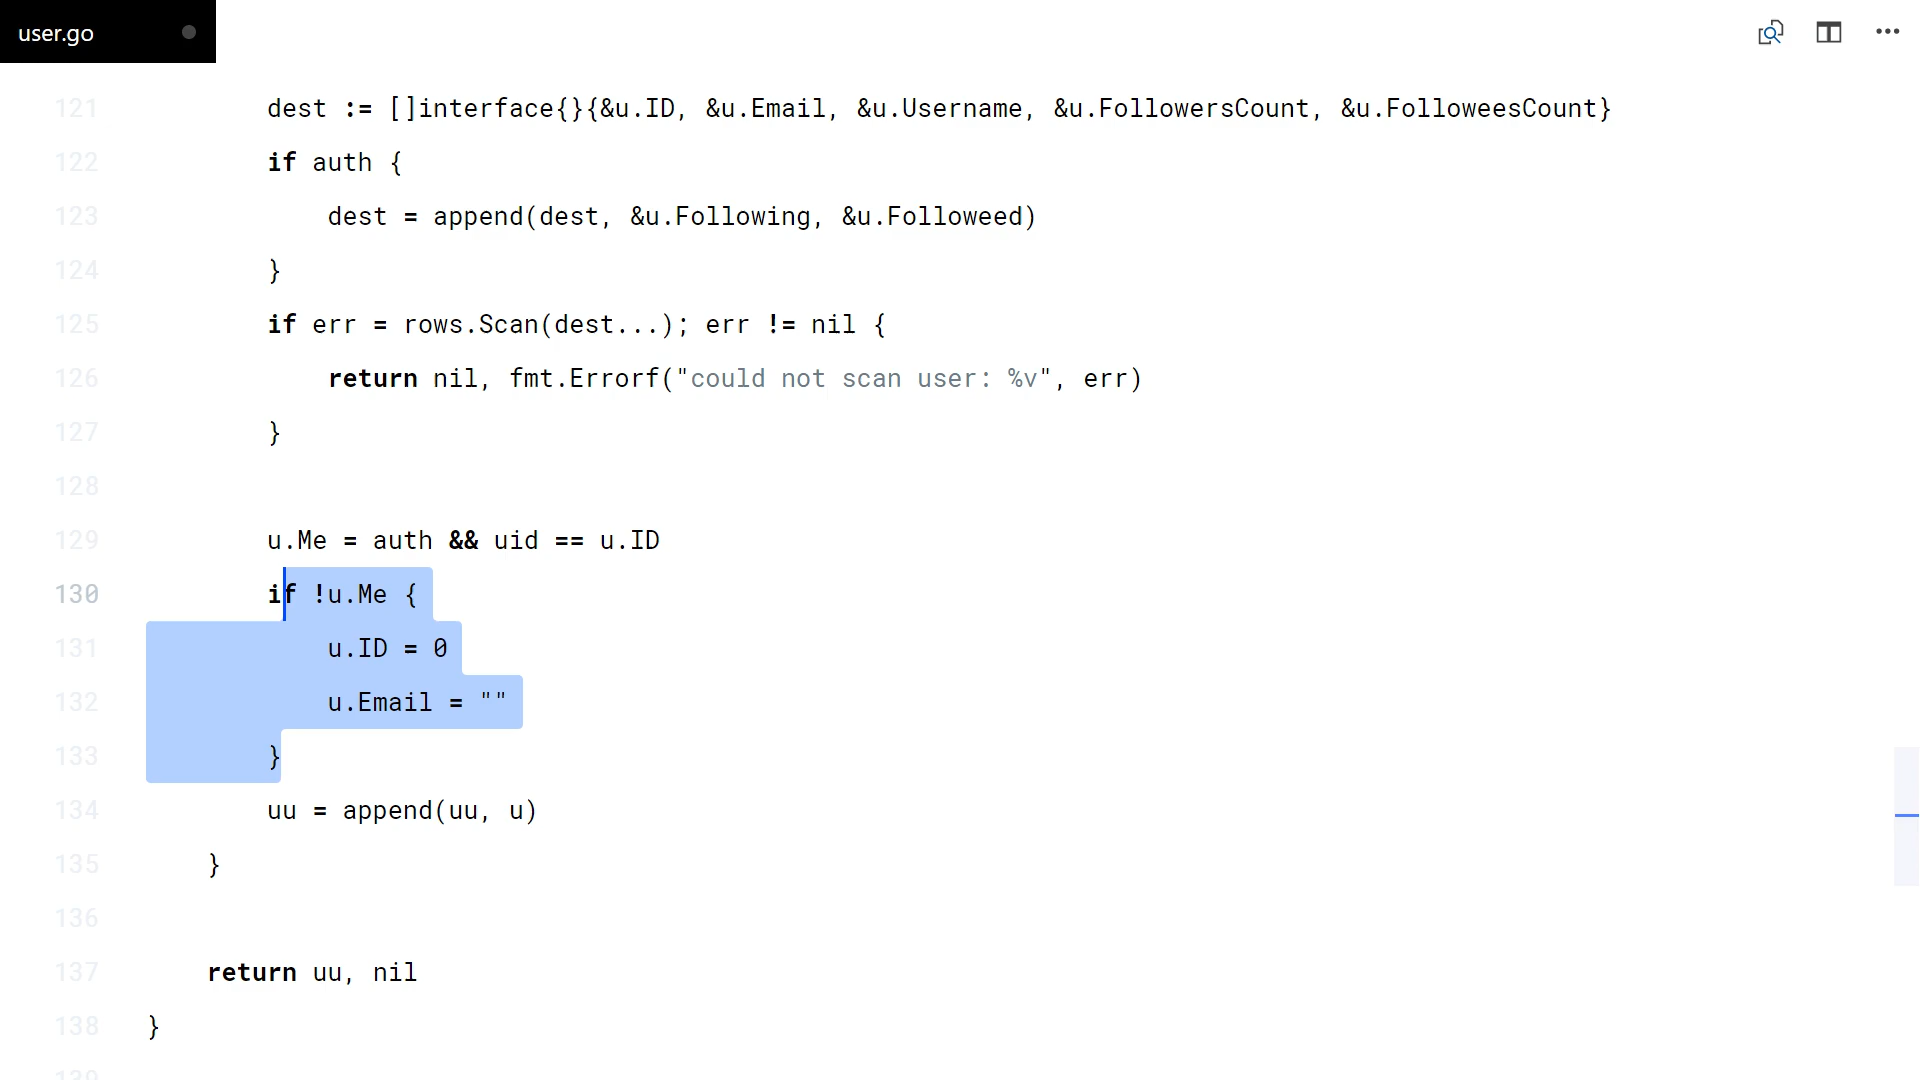 user.go
121 dest := []interface{}{&u.ID, &u.Email, &u.Username, &u.FollowersCount, &u.FolloweesCount}
122 if auth {
123 dest = append(dest, &u.Following, &u.Followeed)
124 }
125 if err = rows.Scan(dest...); err != nil {
126 return nil, fmt.Errorf("could not scan user: %v", err)
127 }
128
129 u.Me = auth && uid == u.ID
130 if !u.Me {
131 u.ID = 0
132 u.Email = ""
133 }
134 uu = append(uu, u)
135 }
136
137 return uu, nil
138 }
139